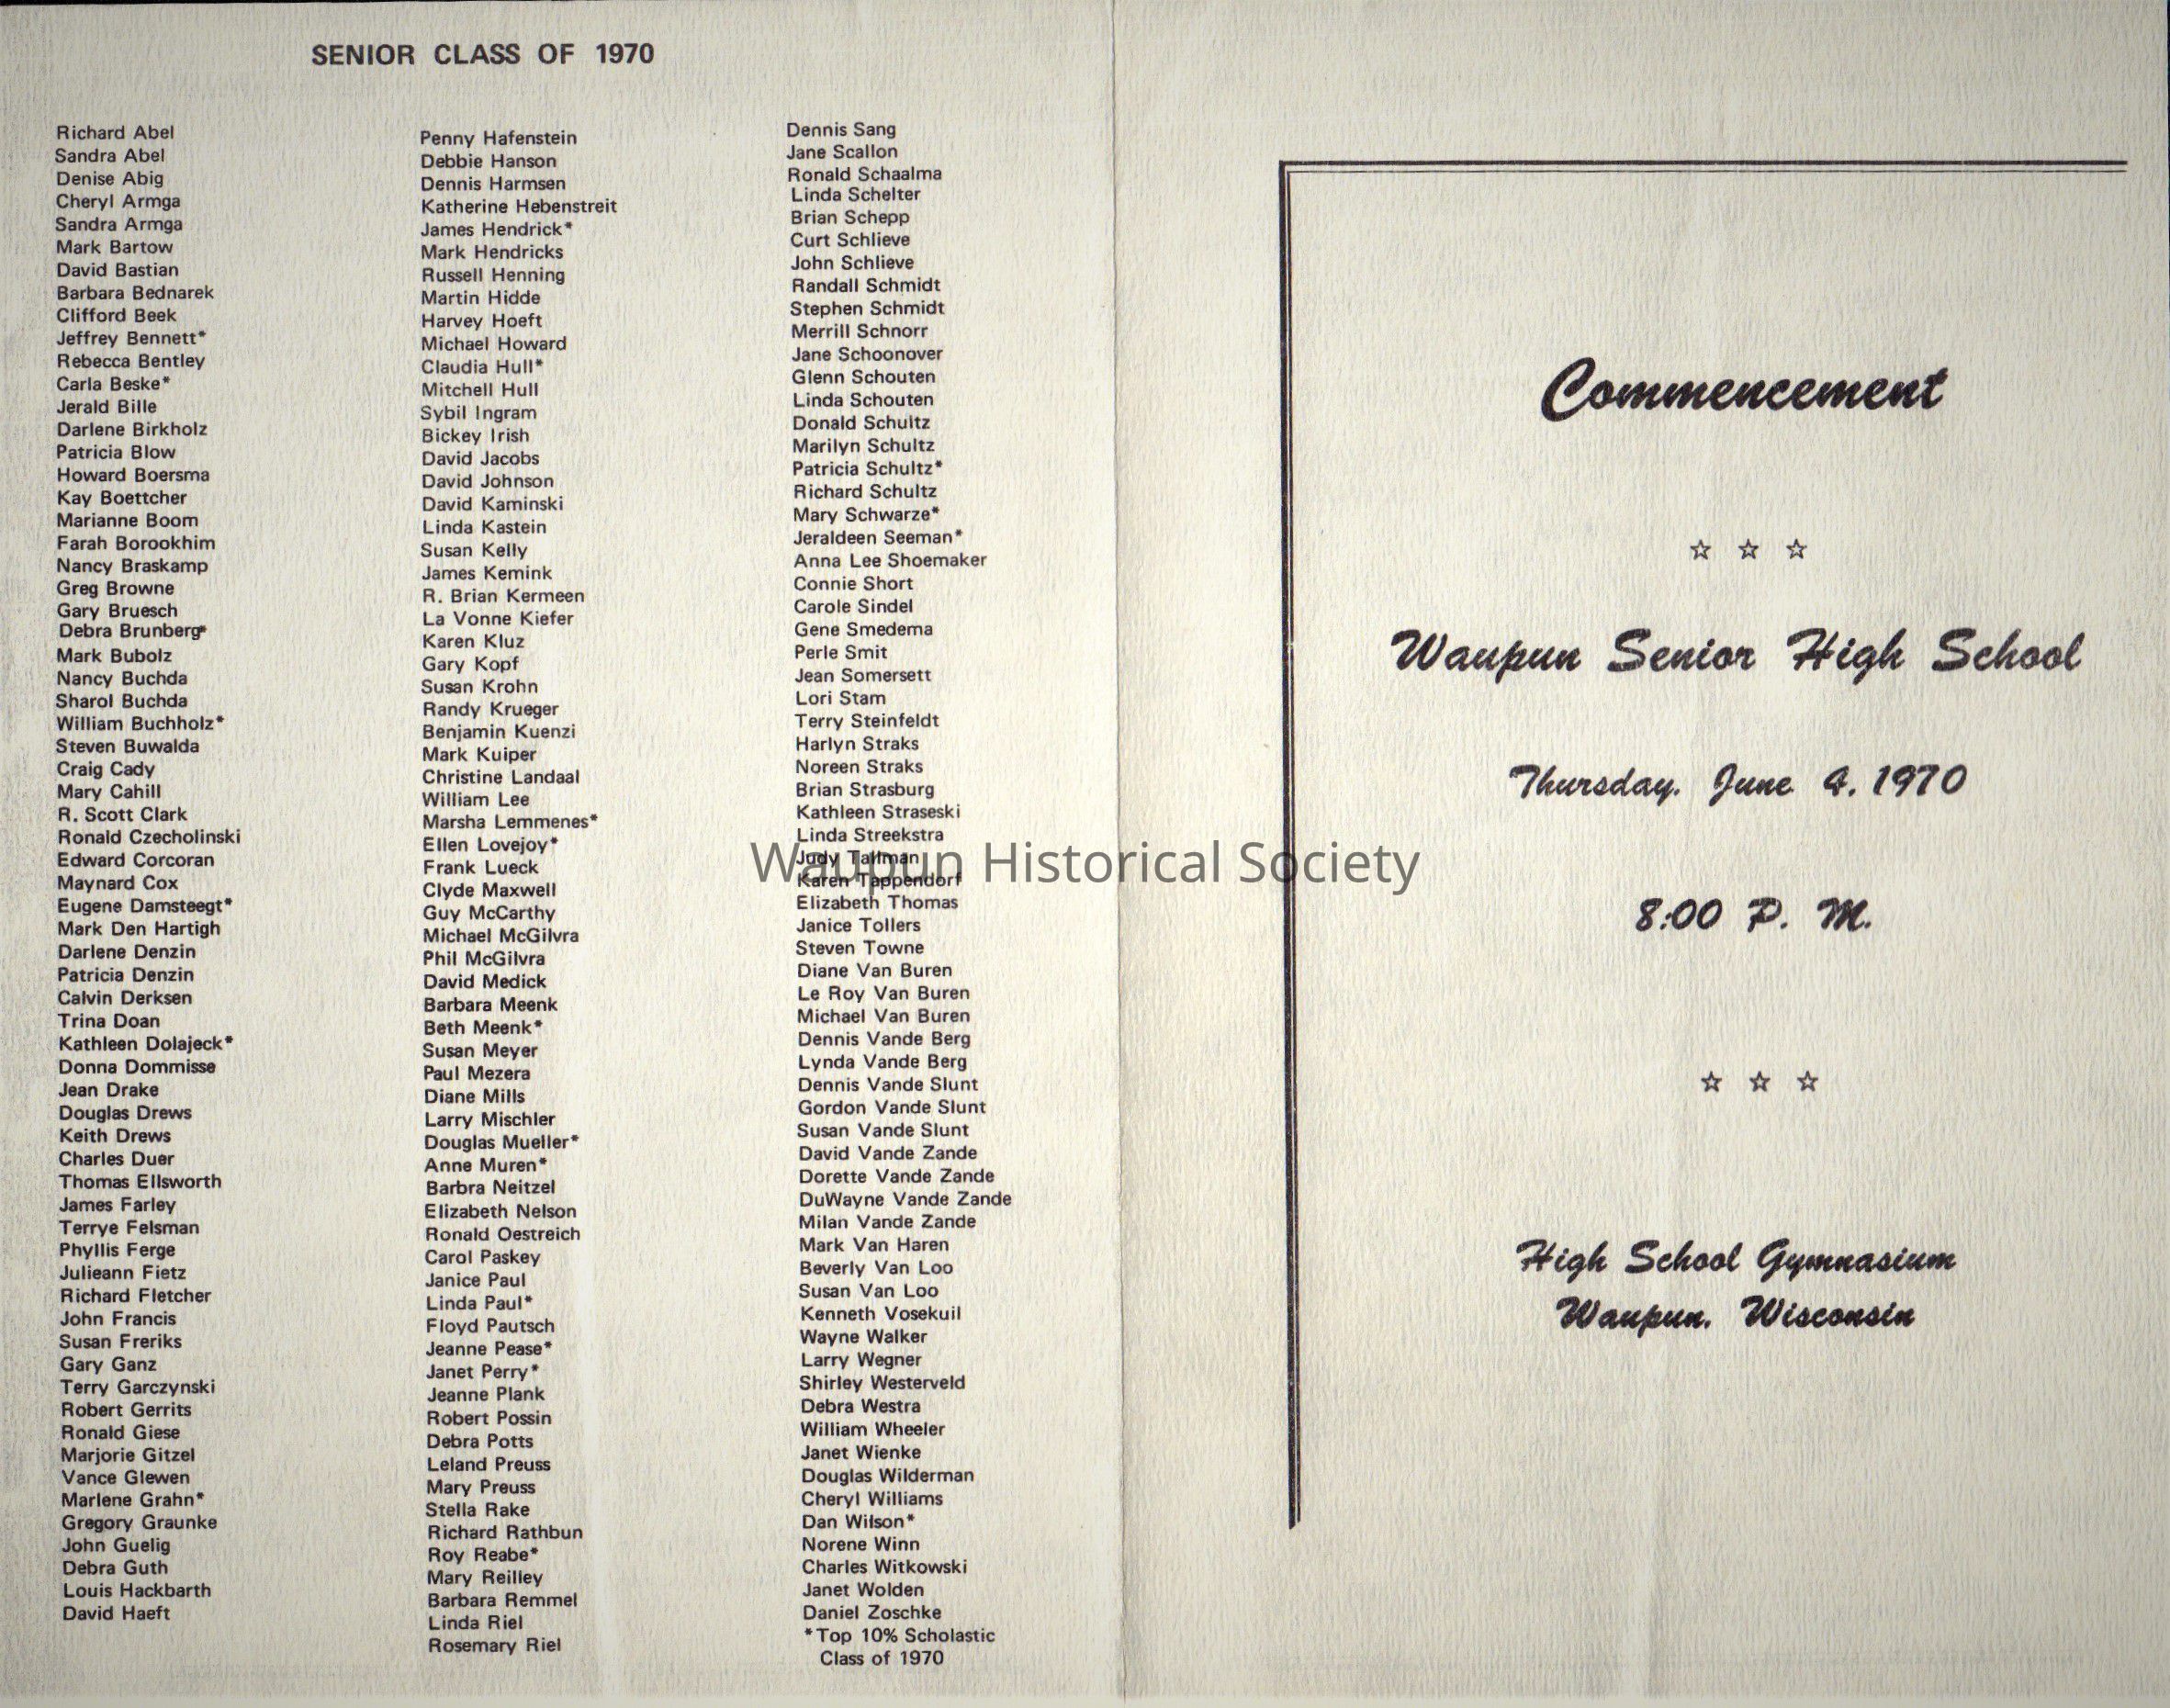 SENIOR CLASS OF 1970
Richard Abel
Sandra Abel
Denise Abig
Cheryl Armga
Sandra Armga
Mark Bartow
David Bastian
Barbara Bednarek
Clifford Beek
Jeffrey Bennett*
Rebecca Bentley
Carla Beske*
Jerald Bille
Darlene Birkholz
Patricia Blow
Howard Boersma
Kay Boettcher
Marianne Boom
Farah Borookhim
Nancy Braskamp
Greg Browne
Gary Bruesch
Debra Brunberg*
Mark Bubolz
Nancy Buchda
Sharol Buchda
William Buchholz*
Steven Buwalda
Craig Cady
Mary Cahill
R. Scott Clark
Ronald Czecholinski
Edward Corcoran
Maynard Cox
Eugene Damsteegt*
Mark Den Hartigh
Darlene Denzin
Patricia Denzin
Calvin Derksen
Trina Doan
Kathleen Dolajeck*
Donna Dommisse
Jean Drake
Douglas Drews
Keith Drews
Charles Duer
Thomas Ellsworth
James Farley
Terrye Felsman
Phyllis Ferge
Julieann Fietz
Richard Fletcher
John Francis
Susan Freriks
Gary Ganz
Terry Garczynski
Robert Gerrits
Ronald Giese
Marjorie Gitzel
Vance Glewen
Marlene Grahn*
Gregory Graunke
John Guelig
Debra Guth
Louis Hackbarth
David Haeft
Penny Hafenstein
Debbie Hanson
Dennis Harmsen
Katherine Hebenstreit
James Hendrick*
Mark Hendricks
Russell Henning
Martin Hidde
Harvey Hoeft
Michael Howard
Claudia Hull*
Mitchell Hull
Sybil Ingram
Bickey Irish
David Jacobs
David Johnson
David Kaminski
Linda Kastein
Susan Kelly
James Kemink
R. Brian Kermeen
La Vonne Kiefer
Karen Kluz
Gary Kopf
Susan Krohn
Randy Krueger
Benjamin Kuenzi
Mark Kuiper
Christine Landaal
William Lee
Marsha Lemmenes*
Ellen Lovejoy*
Frank Lueck
Clyde Maxwell
Guy McCarthy
Michael McGilvra
Phil McGilvra
David Medick
Barbara Meenk
Beth Meenk*
Susan Meyer
Paul Mezera
Diane Mills
Larry Mischler
Douglas Mueller*
Anne Muren*
Barbra Neitzel
Elizabeth Nelson
Ronald Oestreich
Carol Paskey
Janice Paul
Linda Paul*
Floyd Pautsch
Jeanne Pease*
Janet Perry*
Jeanne Plank
Robert Possin
Debra Potts
Leland Preuss
Mary Preuss
Stella Rake
Richard Rathbun
Roy Reabe*
Mary Reilley
Barbara Remmel
Linda Riel
Rosemary Riel
Dennis Sang
Jane Scallon
Ronald Schaalma
Linda Schelter
Brian Schepp
Curt Schlieve
John Schlieve
Randall Schmidt
Stephen Schmidt
Merrill Schnorr
Jane Schoonover
Glenn Schouten
Linda Schouten
Donald Schultz
Marilyn Schultz
Patricia Schultz*
Richard Schultz
Mary Schwarze*
Jeraldeen Seeman*
Anna Lee Shoemaker
Connie Short
Carole Sindel
Gene Smedema
Perle Smit
Jean Somersett
Lori Stam
Terry Steinfeldt
Harlyn Straks
Noreen Straks
Brian Strasburg
Kathleen Straseski
Linda Streekstra
Judy Tallman
Karen Tappendorf
Elizabeth Thomas
Janice Tollers
Steven Towne
Diane Van Buren
Le Roy Van Buren
Michael Van Buren
Dennis Vande Berg
Lynda Vande Berg
Dennis Vande Slunt
Gordon Vande Slunt
Susan Vande Slunt
David Vande Zande
Dorette Vande Zande
DuWayne Vande Zande
Milan Vande Zande
Mark Van Haren
Beverly Van Loo
Susan Van Loo
Kenneth Vosekuil
Wayne Walker
Larry Wegner
Shirley Westerveld
Debra Westra
William Wheeler
Janet Wienke
Douglas Wilderman
Cheryl Williams
Dan Wilson*
Norene Winn
Charles Witkowski
Janet Wolden
Daniel Zoschke
*Top 10% Scholastic
Class of 1970
Waupun Historical Society
Commencement
☆ ☆ ☆
Waupun Senior High School
Thursday, June 4, 1970
8:00 P. M.
☆ ☆ ☆
High School Gymnasium
Waupun, Wisconsin